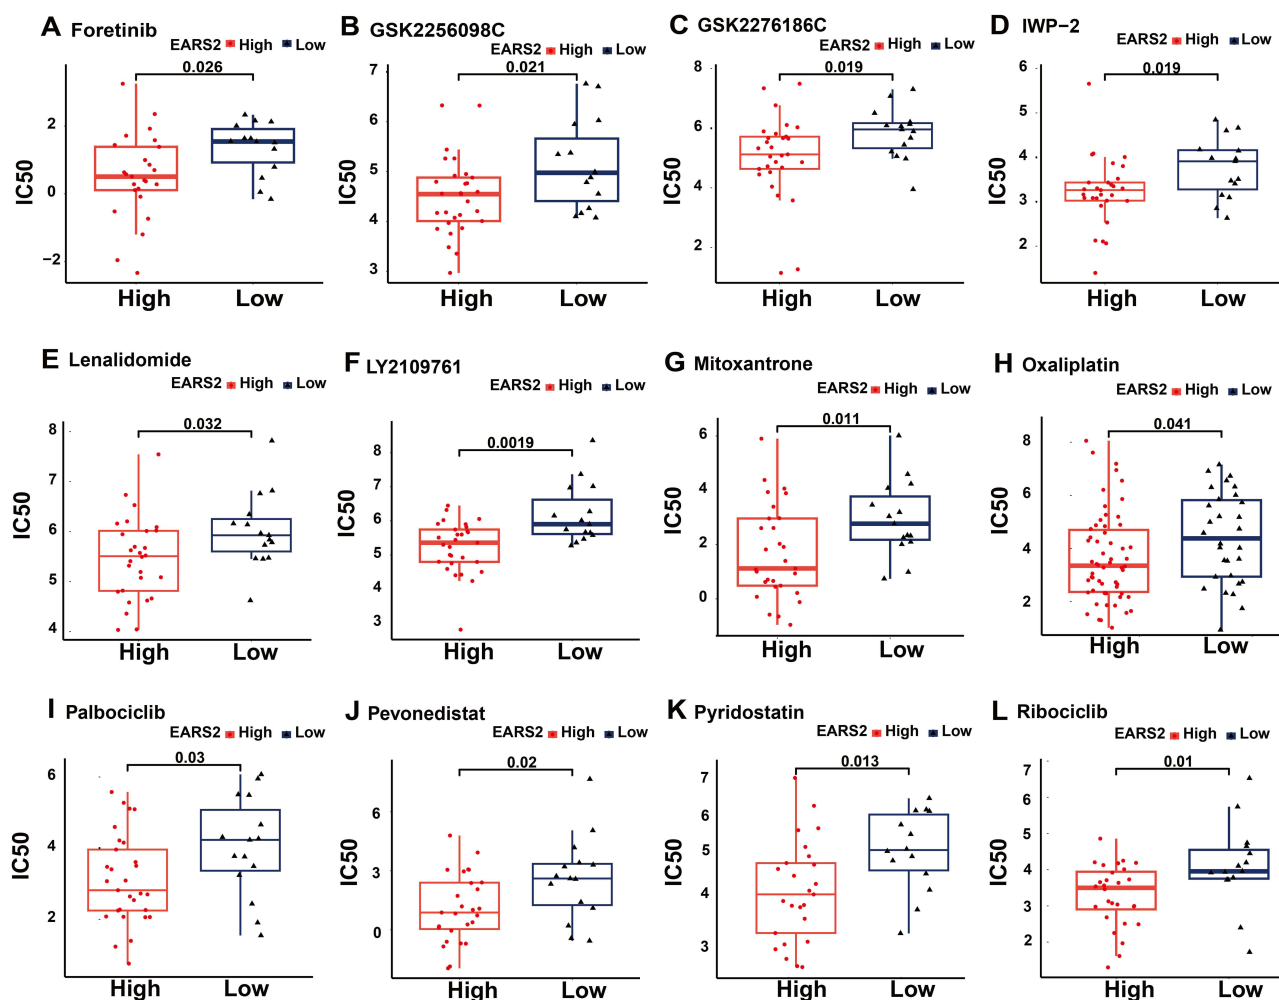 A Foretinib
EARS2 High Low
0.026
IC50
2
0
−2
High Low
B GSK2256098C
EARS2 High Low
0.021
IC50
7
6
5
4
3
High Low
C GSK2276186C
EARS2 High Low
0.019
IC50
8
6
4
2
High Low
D IWP−2
EARS2 High Low
0.019
IC50
6
5
4
3
2
High Low
E Lenalidomide
EARS2 High Low
0.032
IC50
8
7
6
5
4
High Low
F LY2109761
EARS2 High Low
0.0019
IC50
8
7
6
5
4
3
High Low
G Mitoxantrone
EARS2 High Low
0.011
IC50
6
4
2
0
High Low
H Oxaliplatin
EARS2 High Low
0.041
IC50
8
6
4
2
High Low
I Palbociclib
EARS2 High Low
0.03
IC50
6
4
2
High Low
J Pevonedistat
EARS2 High Low
0.02
IC50
6
3
0
High Low
K Pyridostatin
EARS2 High Low
0.013
IC50
7
6
5
4
3
High Low
L Ribociclib
EARS2 High Low
0.01
IC50
7
6
5
4
3
2
High Low